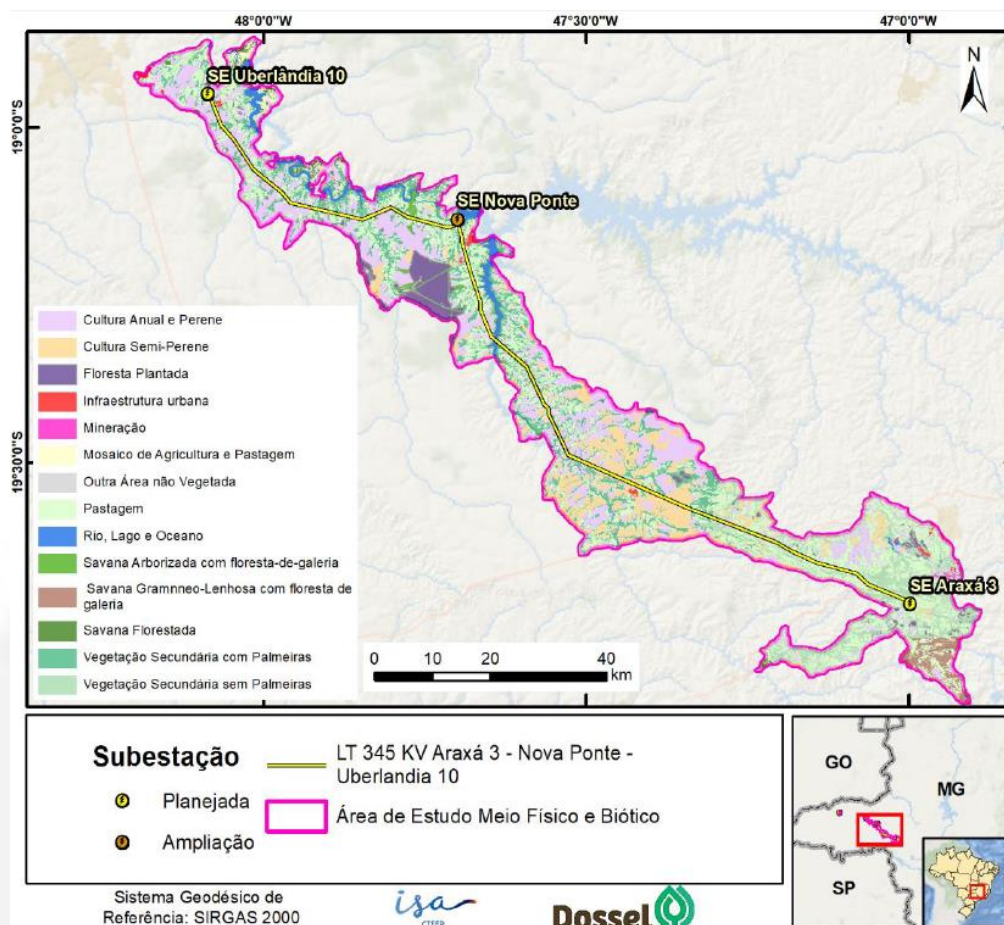 48°0'0"W
47°30'0"W
47°0'0"W
N
SE Uberlândia 10
19°0'0"S
SE Nova Ponte
19°30'0"S
SE Araxá 3
Cultura Anual e Perene
Cultura Semi-Perene
Floresta Plantada
Infraestrutura urbana
Mineração
Mosaico de Agricultura e Pastagem
Outra Área não Vegetada
Pastagem
Rio, Lago e Oceano
Savana Arborizada com floresta-de-galeria
Savana Gramnneo-Lenhosa com floresta de
galeria
Savana Florestada
Vegetação Secundária com Palmeiras
Vegetação Secundária sem Palmeiras
0 10 20 40
km
Subestação
Planejada
Ampliação
LT 345 KV Araxá 3 - Nova Ponte -
Uberlandia 10
Área de Estudo Meio Físico e Biótico
GO
MG
SP
Sistema Geodésico de
Referência: SIRGAS 2000
isa
CTEEP
Dossel